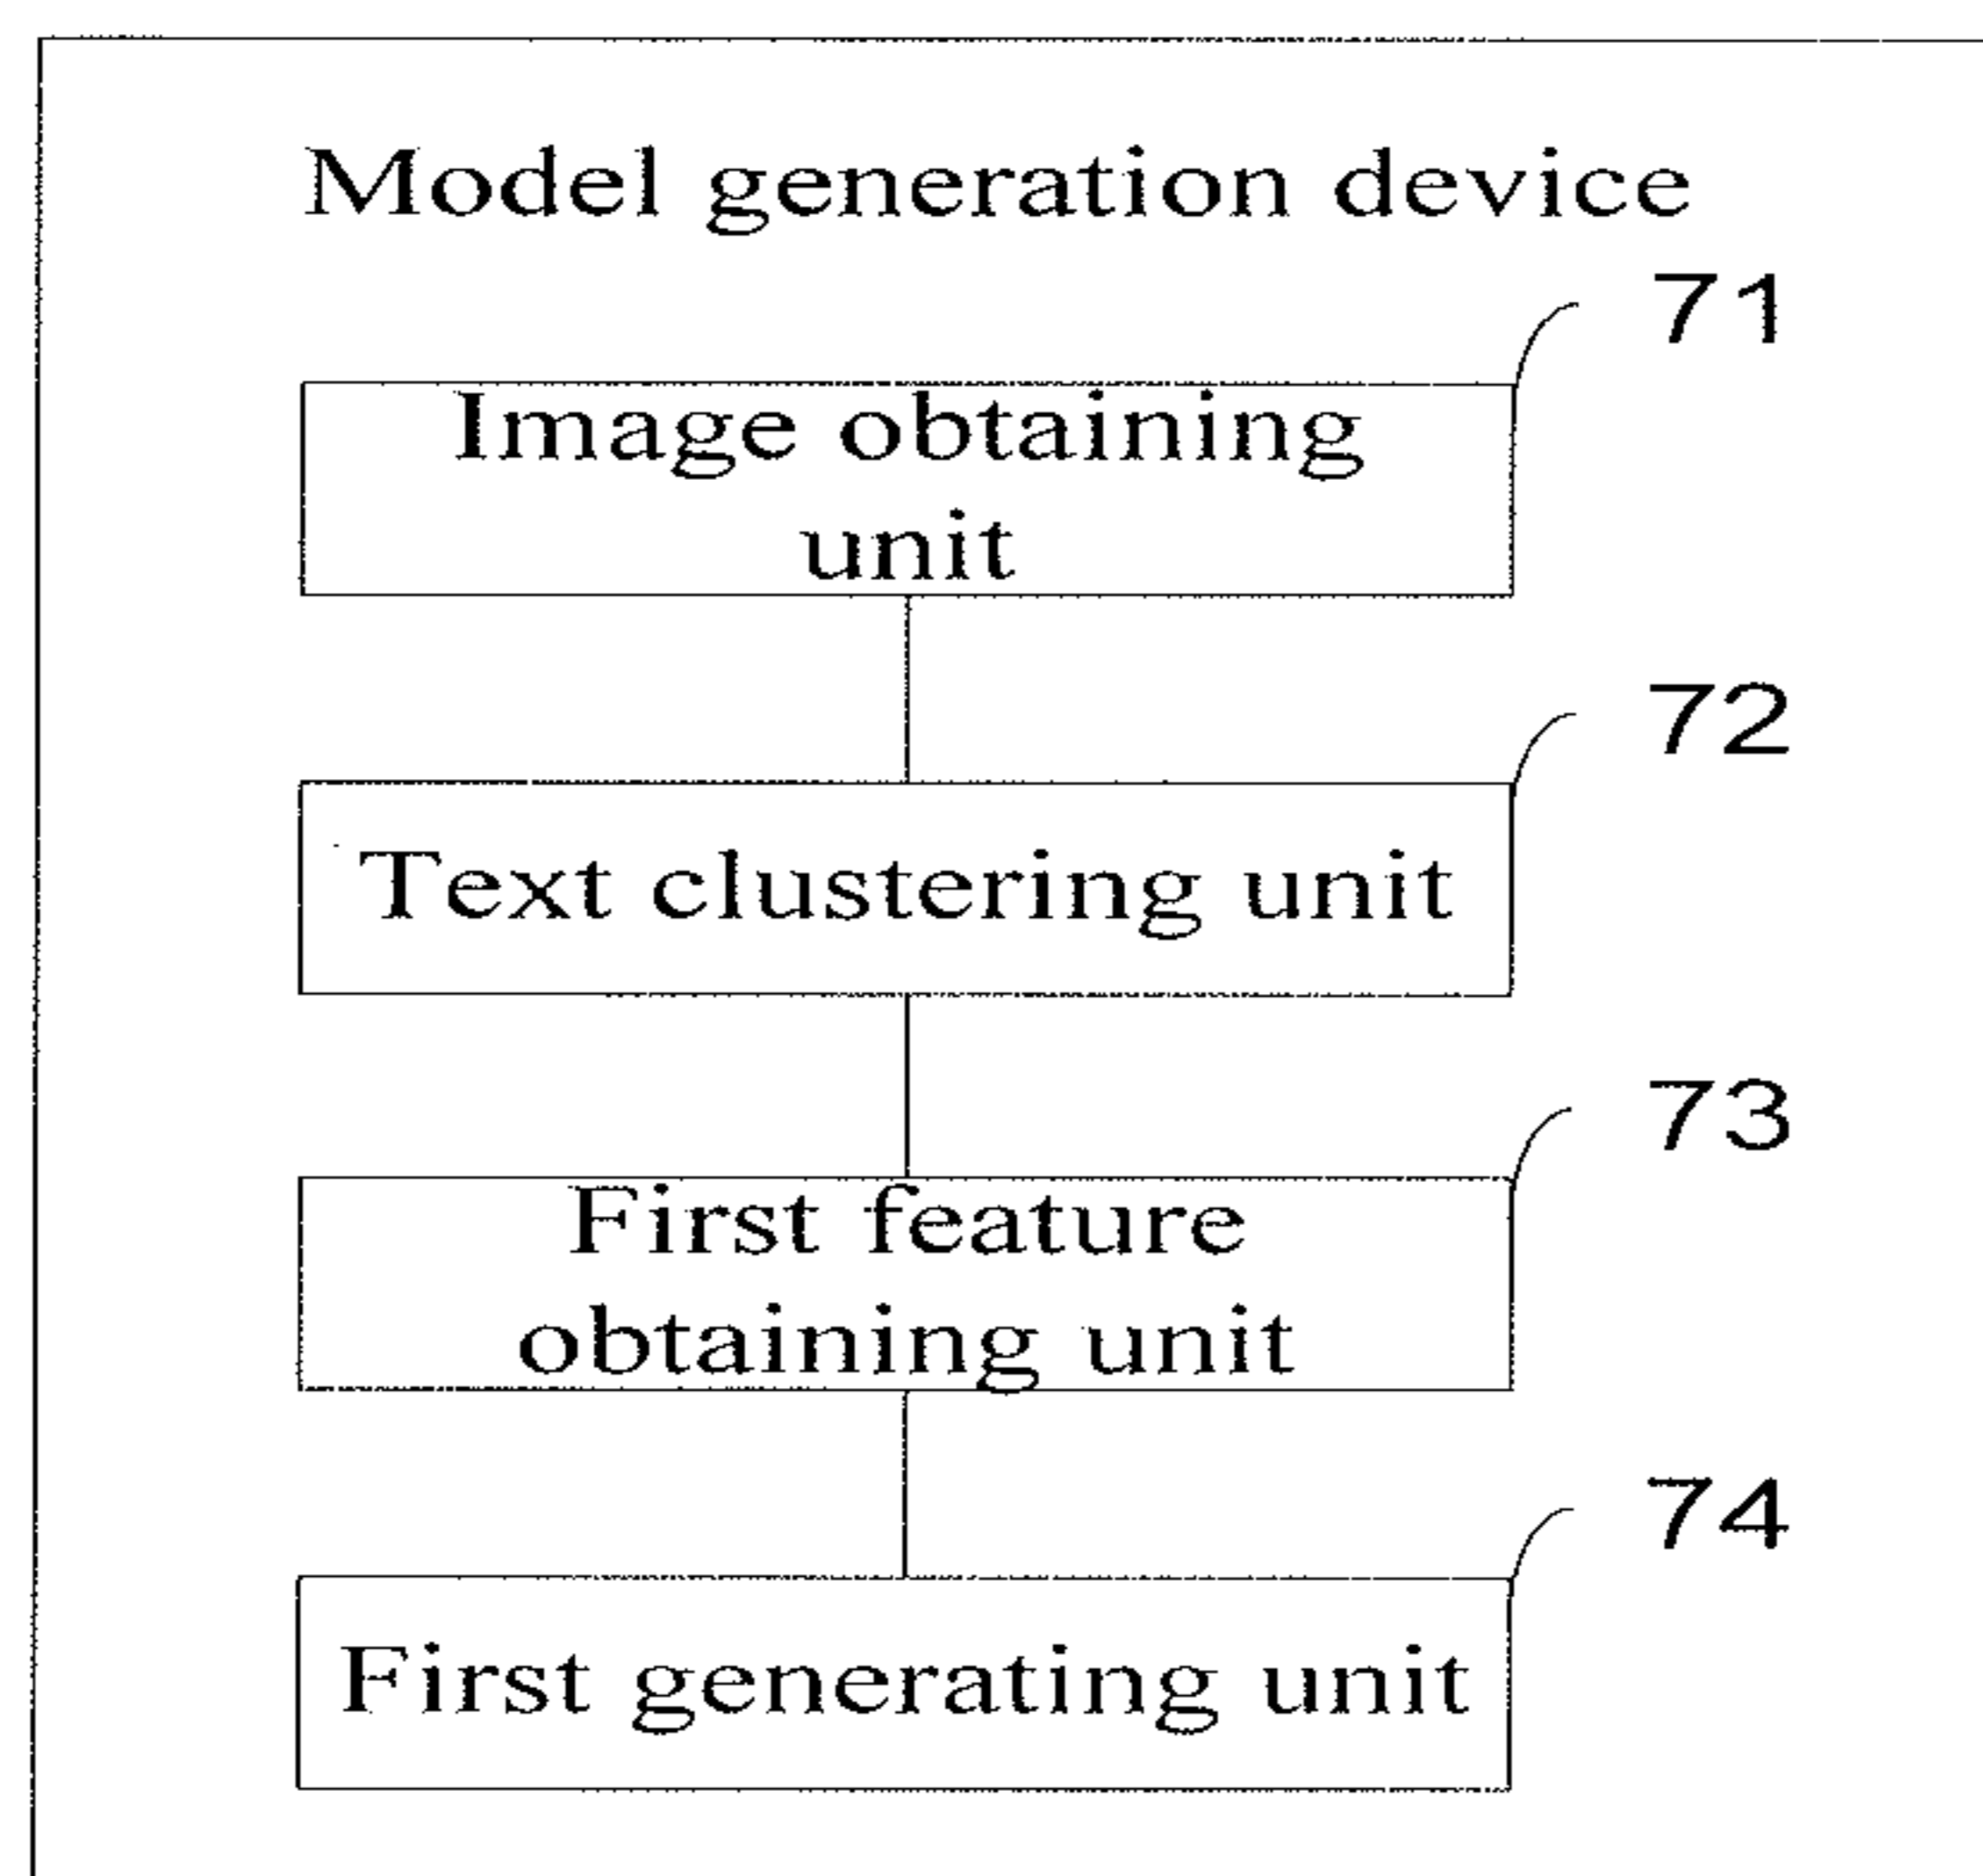 Model generation device
71
Image obtaining
unit
72
Text clustering unit
73
First feature
obtaining unit
74
First generating unit